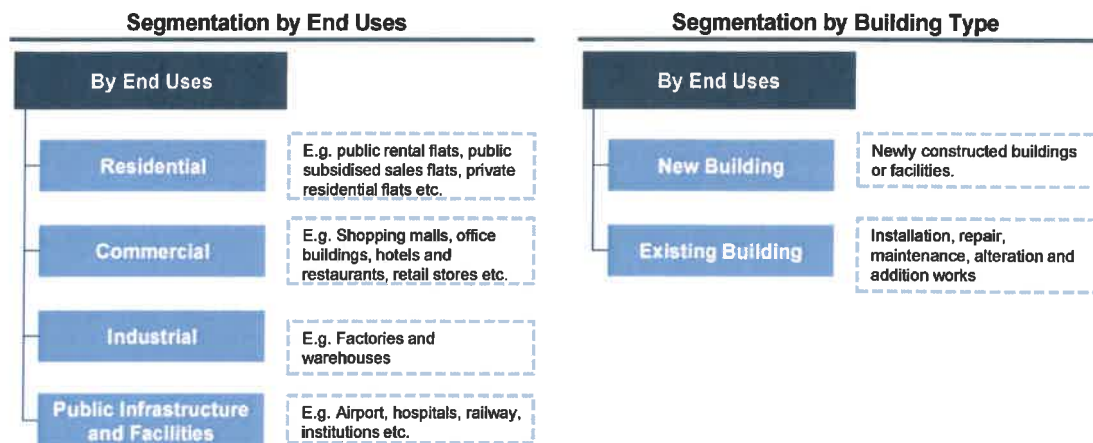 Segmentation by End Uses
By End Uses
Residential
E.g. public rental flats, public
subsidised sales flats, private
residential flats etc.
Commercial
E.g. Shopping malls, office
buildings, hotels and
restaurants, retail stores etc.
Industrial
E.g. Factories and
warehouses
Public Infrastructure
and Facilities
E.g. Airport, hospitals, railway,
institutions etc.
Segmentation by Building Type
By End Uses
New Building
Newly constructed buildings
or facilities.
Existing Building
Installation, repair,
maintenance, alteration and
addition works